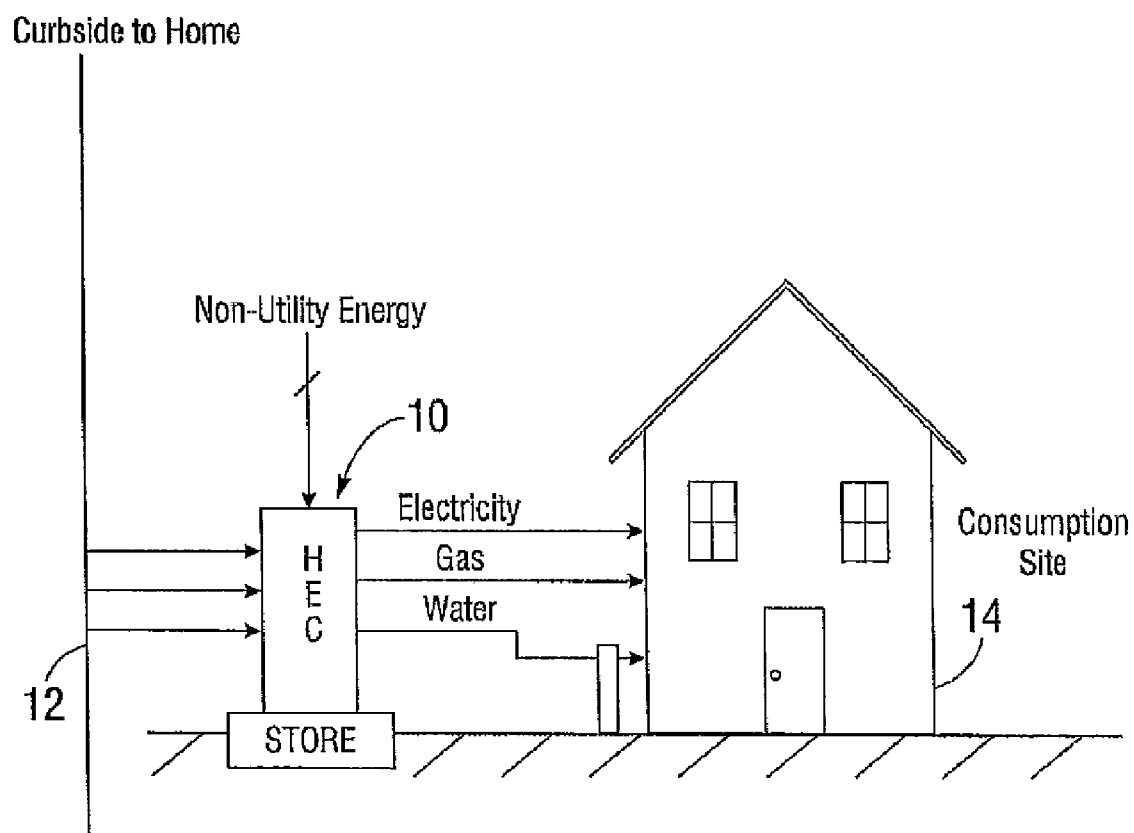 Curbside to Home
Non-Utility Energy
10
Electricity
H
E
C
Gas
Water
Consumption
Site
14
12
STORE